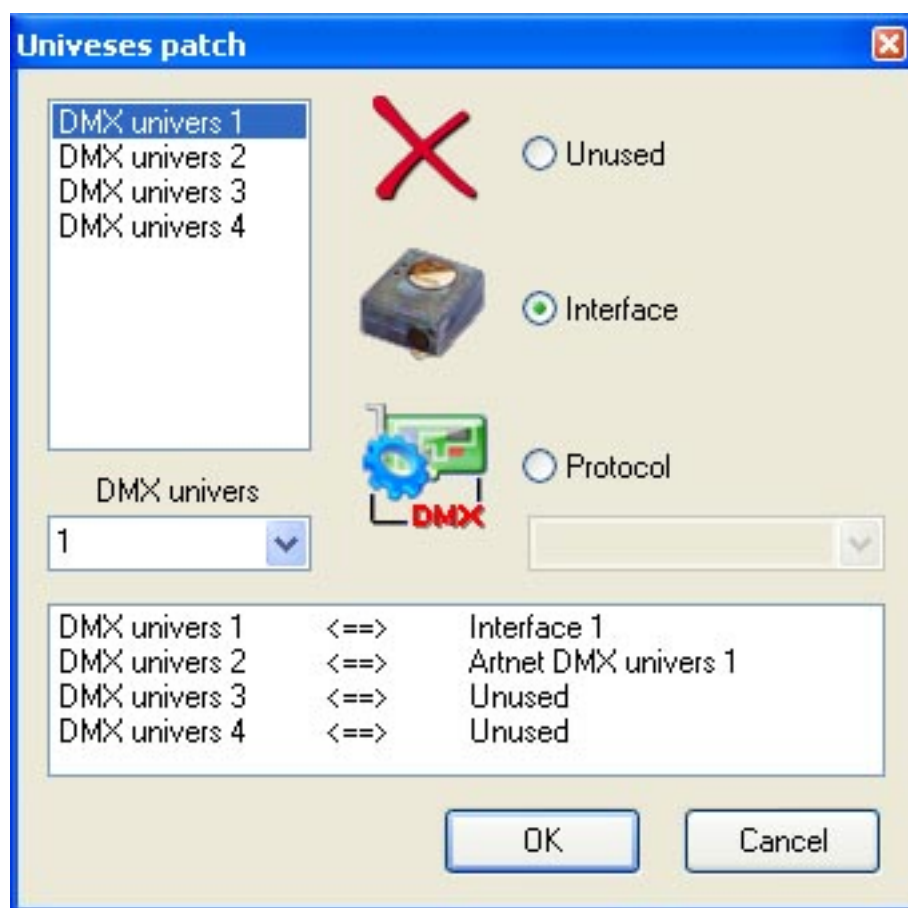 Univeses patch
DMX univers 1
DMX univers 2
DMX univers 3
DMX univers 4
Unused
Interface
Protocol
DMX
DMX univers
1
DMX univers 1 <==> Interface 1
DMX univers 2 <==> Artnet DMX univers 1
DMX univers 3 <==> Unused
DMX univers 4 <==> Unused
OK Cancel